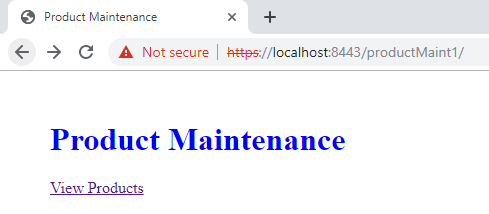 Product Maintenance
Not secure | https://localhost:8443/productMaint1/
Product Maintenance
View Products